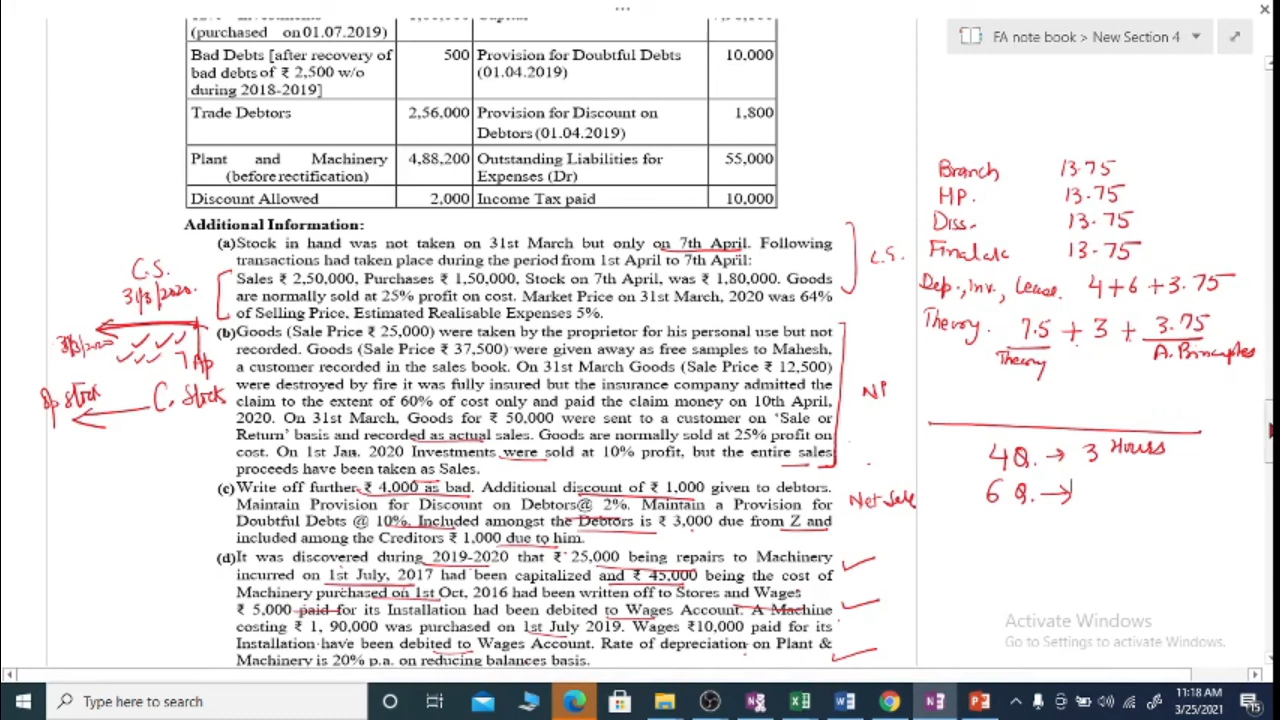 FA note book > New Section 4
(purchased on 01.07.2019)
Bad Debts [after recovery of bad debts of ₹ 2,500 w/o during 2018-2019] 500 Provision for Doubtful Debts (01.04.2019) 10,000
Trade Debtors 2,56,000 Provision for Discount on Debtors (01.04.2019) 1,800
Plant and Machinery (before rectification) 4,88,200 Outstanding Liabilities for Expenses (Dr) 55,000
Discount Allowed 2,000 Income Tax paid 10,000
Additional Information:
(a)Stock in hand was not taken on 31st March but only on 7th April. Following
transactions had taken place during the period from 1st April to 7th April:
Sales ₹ 2,50,000, Purchases ₹ 1,50,000, Stock on 7th April, was ₹ 1,80,000. Goods
are normally sold at 25% profit on cost. Market Price on 31st March, 2020 was 64%
of Selling Price. Estimated Realisable Expenses 5%.
(b)Goods (Sale Price ₹ 25,000) were taken by the proprietor for his personal use but not
recorded. Goods (Sale Price ₹ 37,500) were given away as free samples to Mahesh,
a customer recorded in the sales book. On 31st March Goods (Sale Price ₹ 12,500)
were destroyed by fire it was fully insured but the insurance company admitted the
claim to the extent of 60% of cost only and paid the claim money on 10th April,
2020. On 31st March, Goods for ₹ 50,000 were sent to a customer on ‘Sale or
Return’ basis and recorded as actual sales. Goods are normally sold at 25% profit on
cost. On 1st Jan. 2020 Investments were sold at 10% profit, but the entire sales
proceeds have been taken as Sales.
(c)Write off further ₹ 4,000 as bad. Additional discount of ₹ 1,000 given to debtors.
Maintain Provision for Discount on Debtors@ 2%. Maintain a Provision for
Doubtful Debts @ 10%. Included amongst the Debtors is ₹ 3,000 due from Z and
included among the Creditors ₹ 1,000 due to him.
(d)It was discovered during 2019-2020 that ₹ 25,000 being repairs to Machinery
incurred on 1st July, 2017 had been capitalized and ₹ 45,000 being the cost of
Machinery purchased on 1st Oct, 2016 had been written off to Stores and Wages
₹ 5,000 paid for its Installation had been debited to Wages Account. A Machine
costing ₹ 1, 90,000 was purchased on 1st July 2019. Wages ₹10,000 paid for its
Installation have been debited to Wages Account. Rate of depreciation on Plant &
Machinery is 20% p.a. on reducing balances basis.
C.S.
31/3/2020.
7 Ap
Op stock
C. Stock
C.S.
NP
Net Sale
Branch 13.75
HP. 13.75
Diss. 13.75
Final a/c 13.75
Dep., Inv., Lease. 4+6+3.75
Theory. 7.5 + 3 + 3.75
Theory A. Principles
4Q. → 3 Hours
6 Q. →
Activate Windows
Go to Settings to activate Windows.
Type here to search
11:18 AM
3/25/2021
15